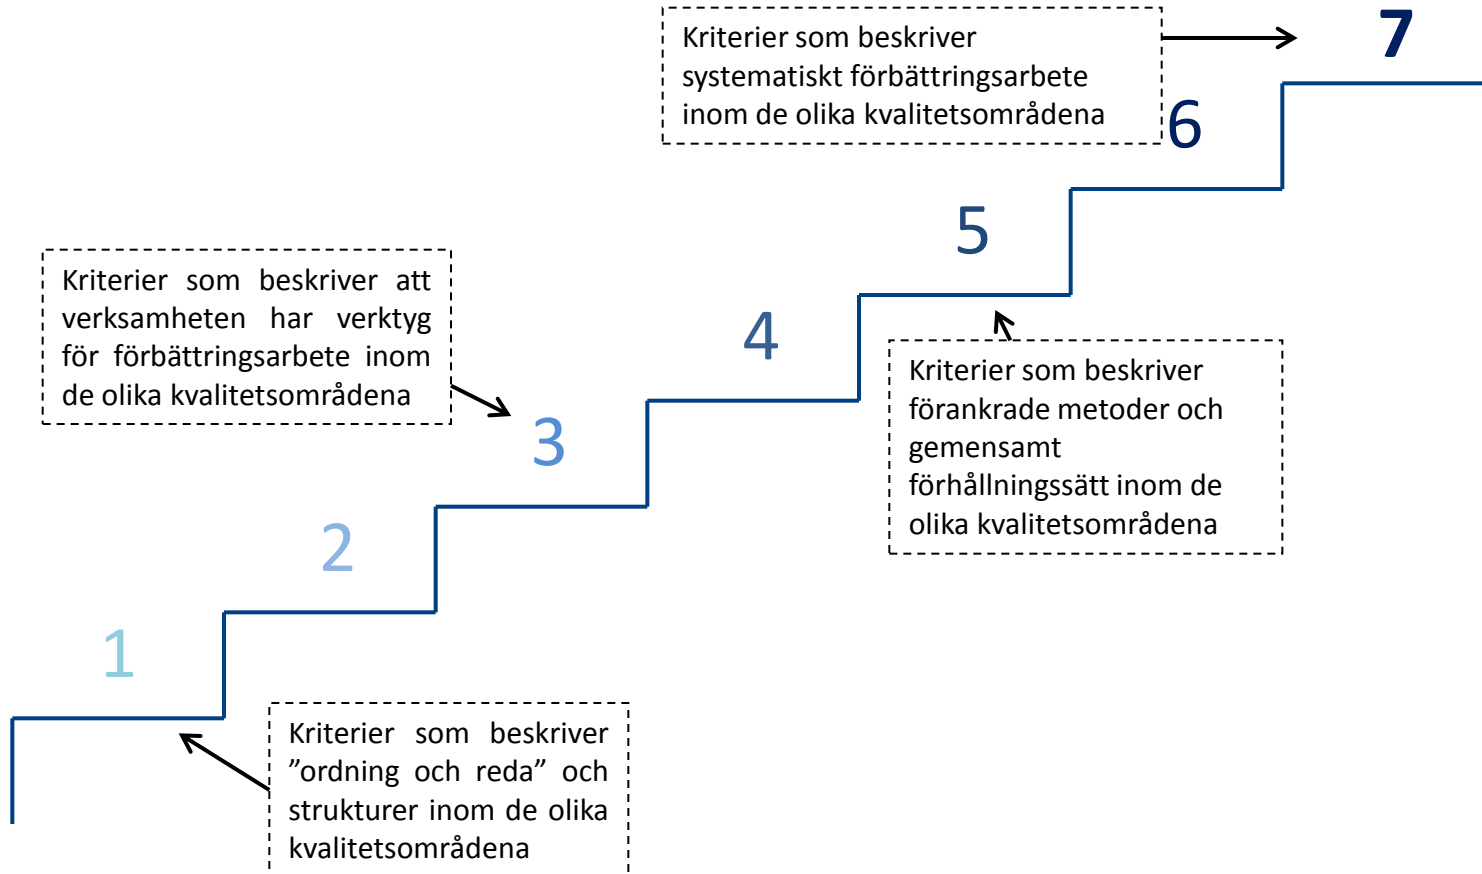 Kriterier som beskriver
systematiskt förbättringsarbete
inom de olika kvalitetsområdena
7
6
5
Kriterier som beskriver att
verksamheten har verktyg
för förbättringsarbete inom
de olika kvalitetsområdena
4
Kriterier som beskriver
förankrade metoder och
gemensamt
förhållningssätt inom de
olika kvalitetsområdena
3
2
1
Kriterier som beskriver
”ordning och reda” och
strukturer inom de olika
kvalitetsområdena